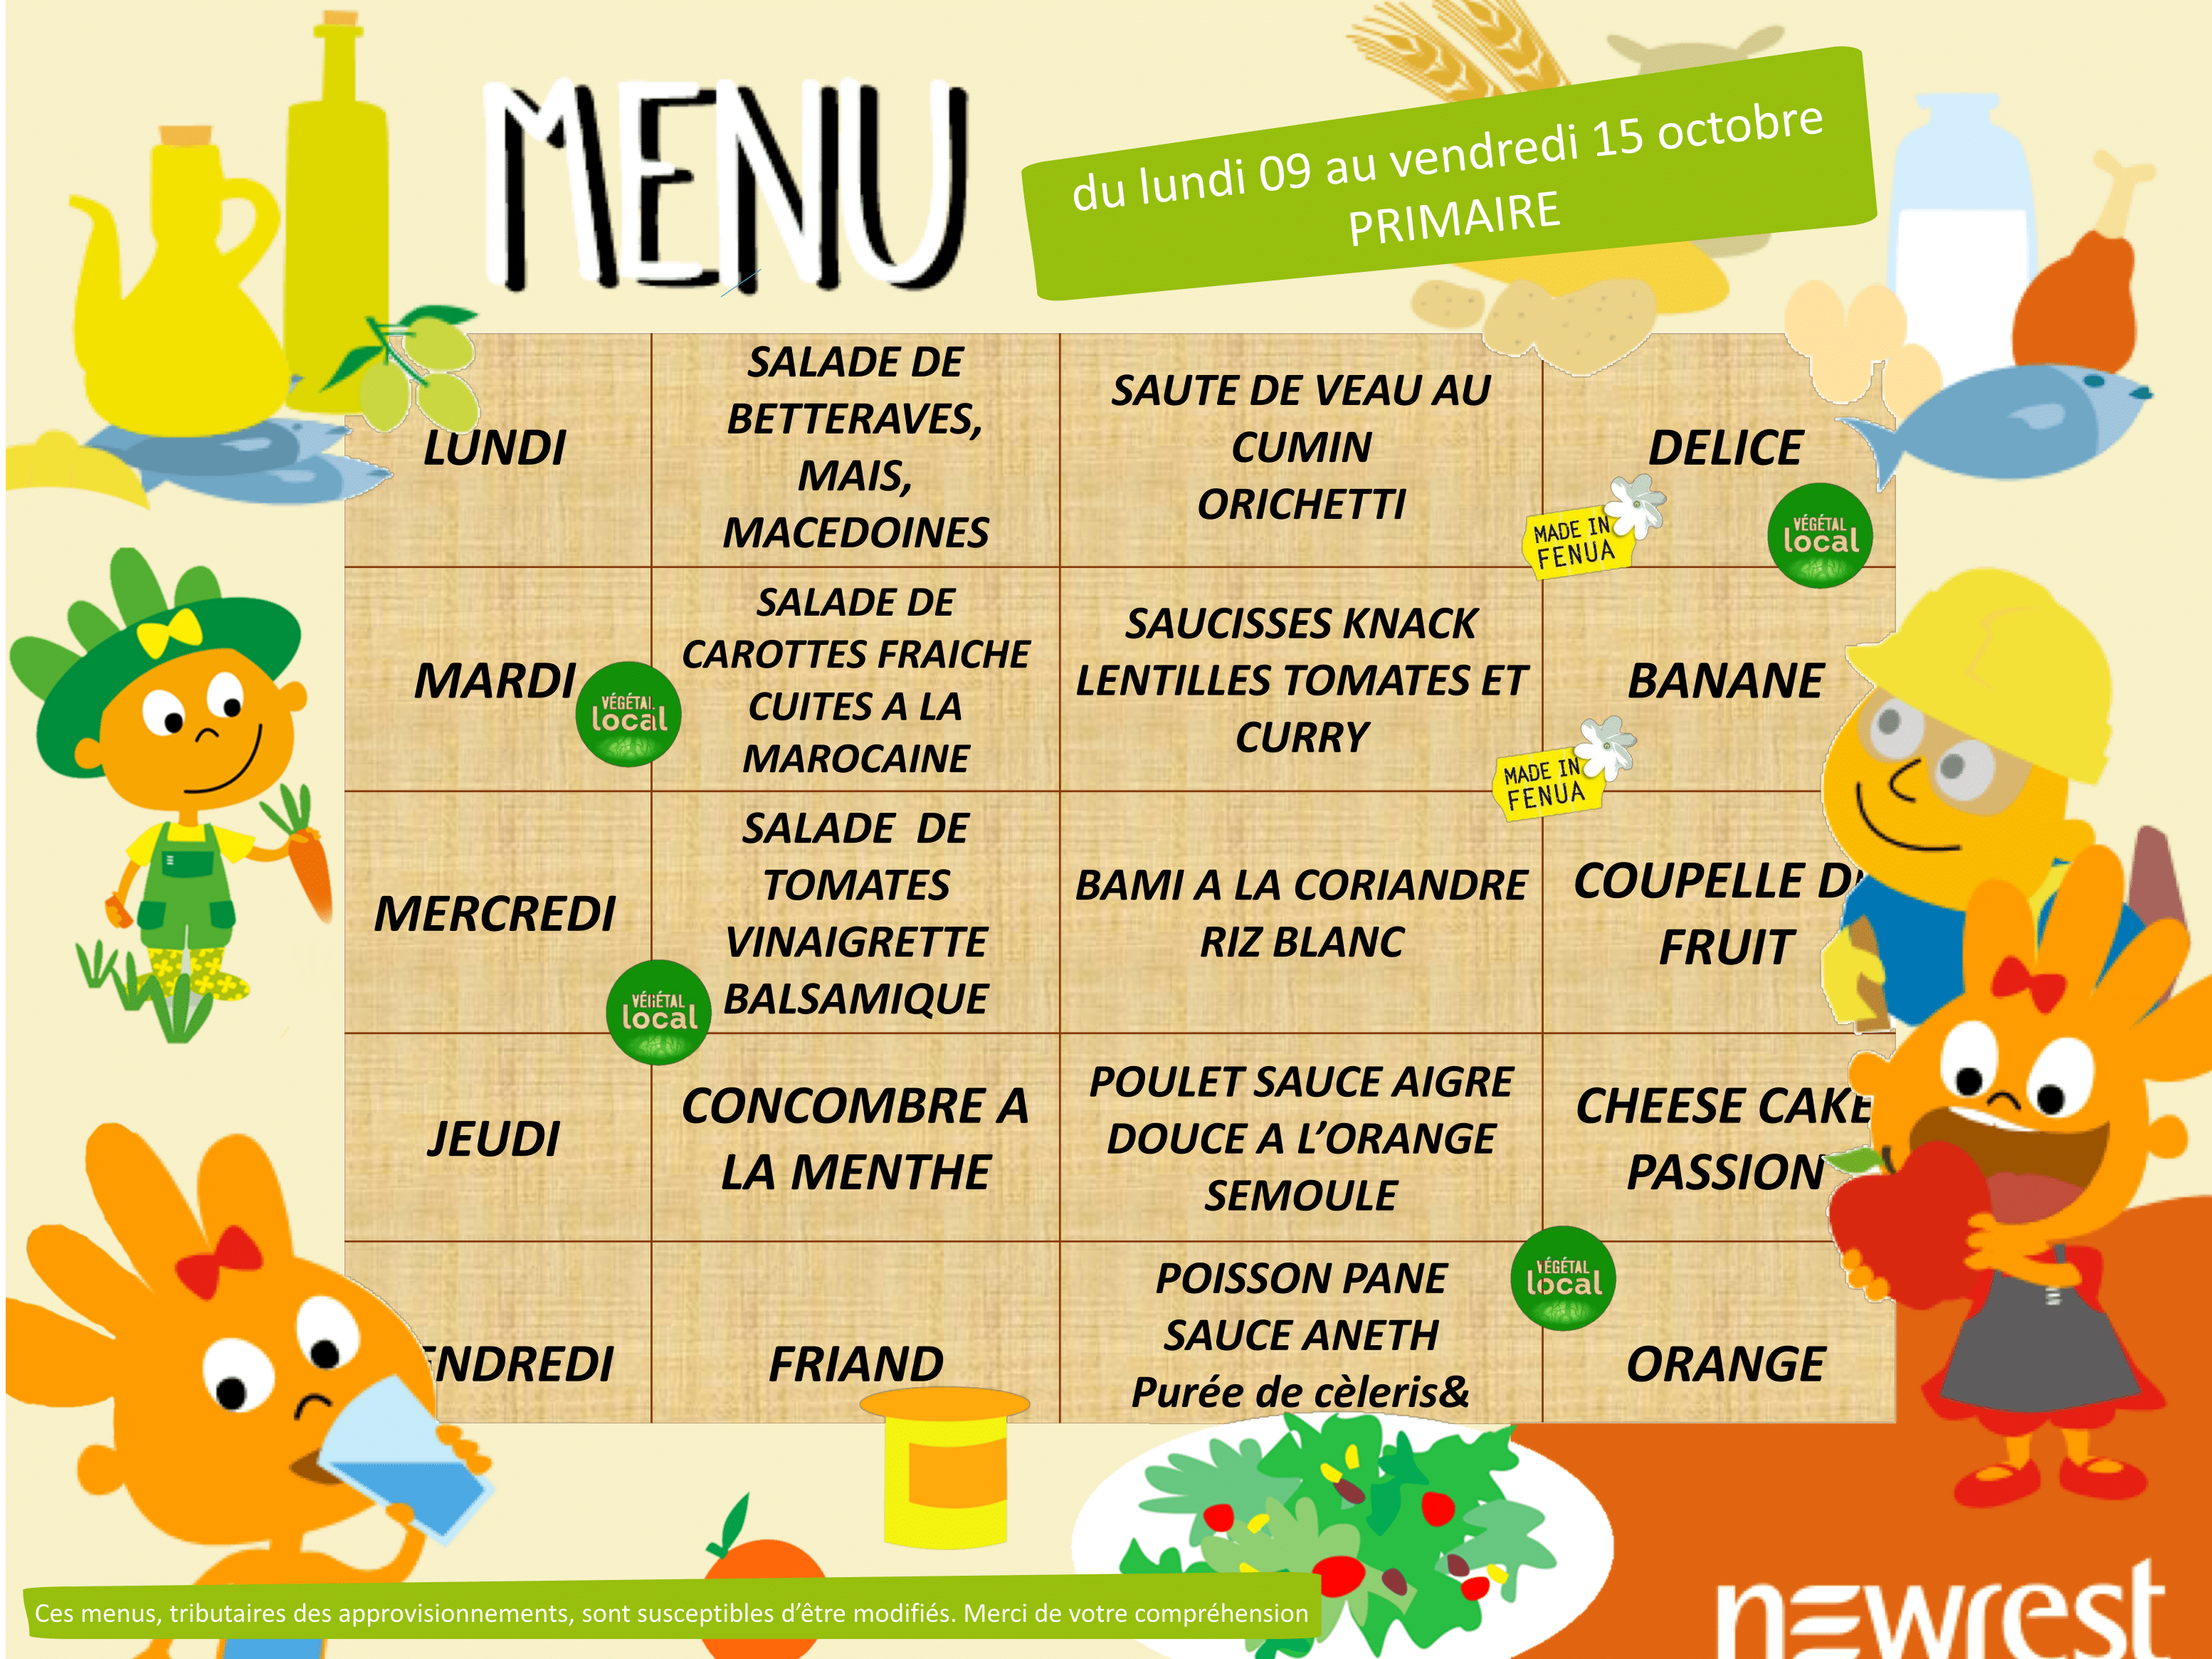 MENU
du lundi 09 au vendredi 15 octobre
PRIMAIRE
LUNDI
SALADE DE
BETTERAVES,
MAIS,
MACEDOINES
SAUTE DE VEAU AU
CUMIN
ORICHETTI
DELICE
MADE IN
FENUA
VÉGÉTAL
local
MARDI
VÉGÉTAL
local
SALADE DE
CAROTTES FRAICHE
CUITES A LA
MAROCAINE
SAUCISSES KNACK
LENTILLES TOMATES ET
CURRY
BANANE
MADE IN
FENUA
MERCREDI
VÉGÉTAL
local
SALADE DE
TOMATES
VINAIGRETTE
BALSAMIQUE
BAMI A LA CORIANDRE
RIZ BLANC
COUPELLE D
FRUIT
JEUDI
CONCOMBRE A
LA MENTHE
POULET SAUCE AIGRE
DOUCE A L’ORANGE
SEMOULE
CHEESE CAKE
PASSION
ENDREDI
FRIAND
POISSON PANE
SAUCE ANETH
Purée de cèleris&
VÉGÉTAL
local
ORANGE
Ces menus, tributaires des approvisionnements, sont susceptibles d’être modifiés. Merci de votre compréhension
newrest